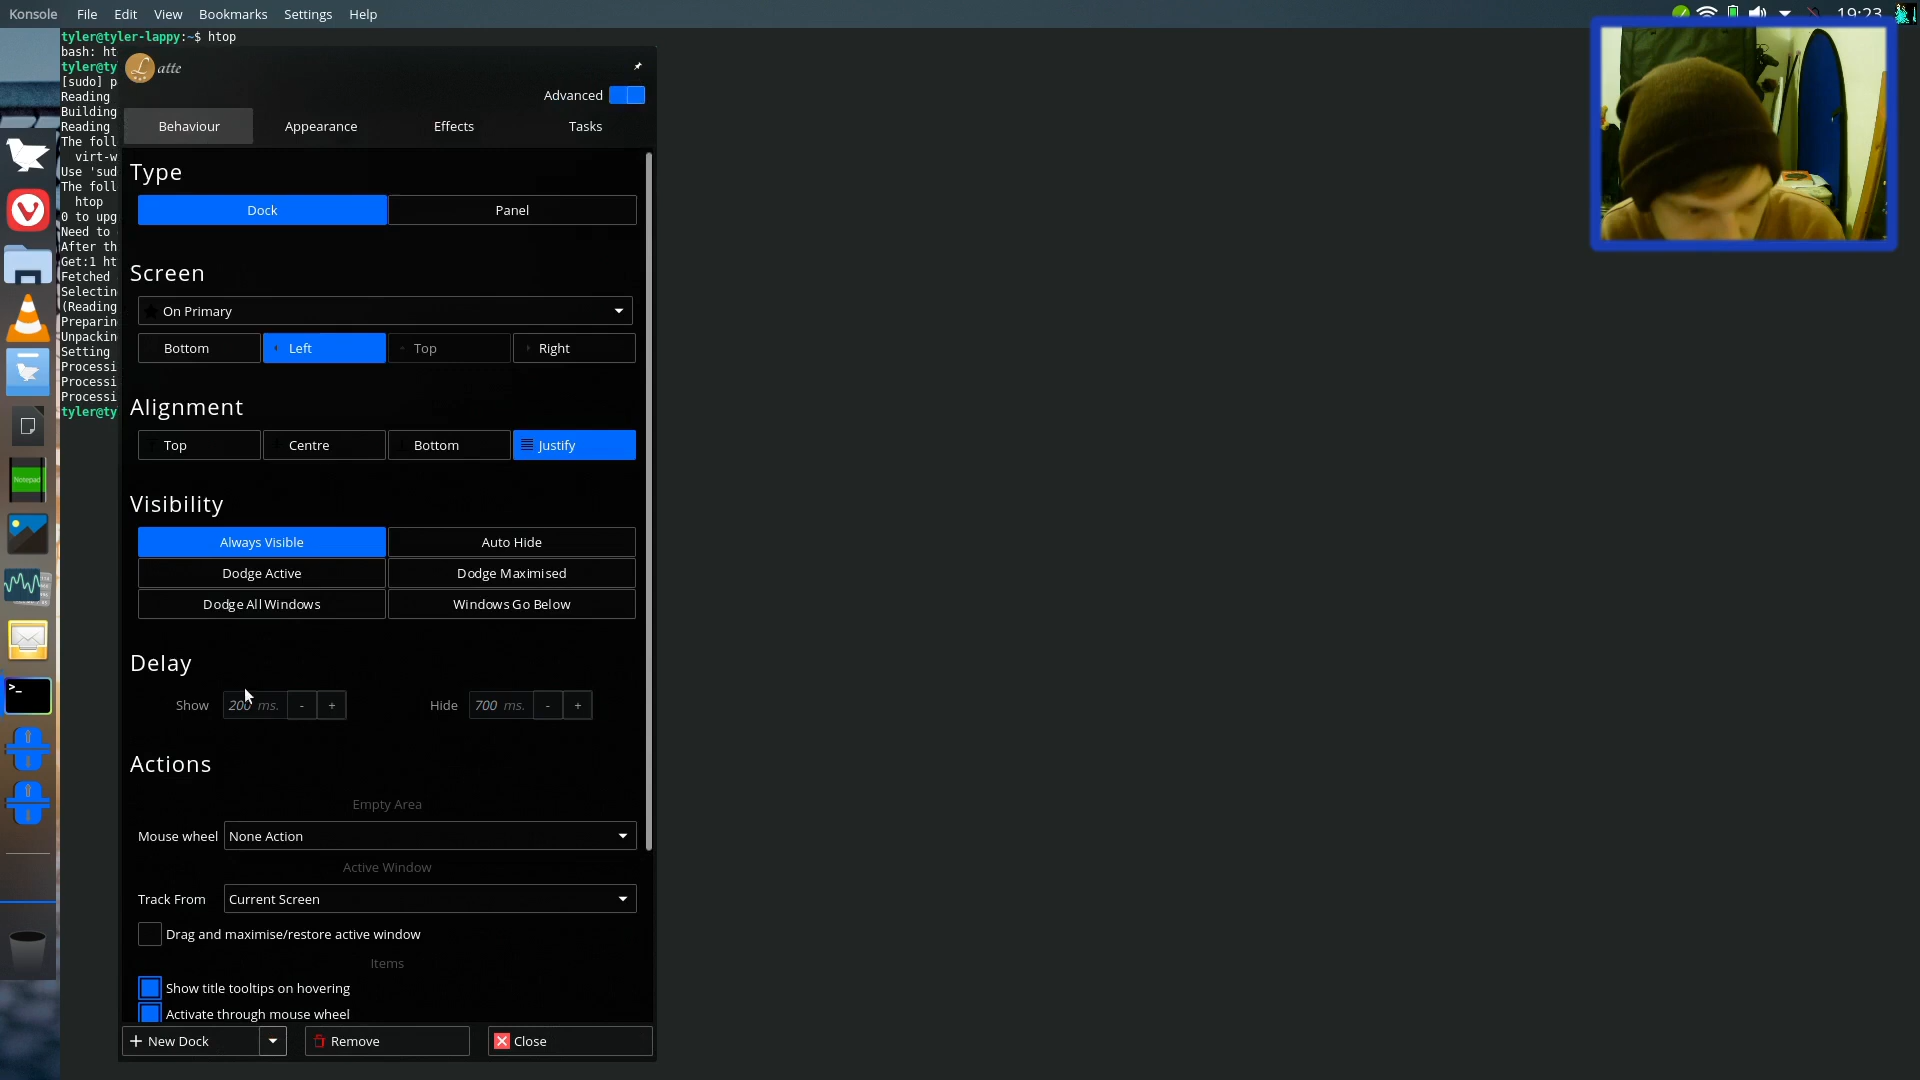 Konsole File Edit View Bookmarks Settings Help
19:23
tyler@tyler-lappy:~$ htop
bash: ht
tyler@ty
[sudo] p
Reading
Building
Reading
The foll
virt-w
Use 'sud
The foll
htop
0 to upg
Need to
After th
Get:1 ht
Fetched
Selectin
(Reading
Preparin
Unpackin
Setting
Processi
Processi
Processi
tyler@ty
Latte
Advanced
Behaviour Appearance Effects Tasks
Type
Dock Panel
Screen
On Primary
Bottom Left Top Right
Alignment
Top Centre Bottom Justify
Visibility
Always Visible Auto Hide
Dodge Active Dodge Maximised
Dodge All Windows Windows Go Below
Delay
Show 200 ms. - + Hide 700 ms. - +
Actions
Empty Area
Mouse wheel None Action
Active Window
Track From Current Screen
Drag and maximise/restore active window
Items
Show title tooltips on hovering
Activate through mouse wheel
+ New Dock Remove Close
Notepad
>_